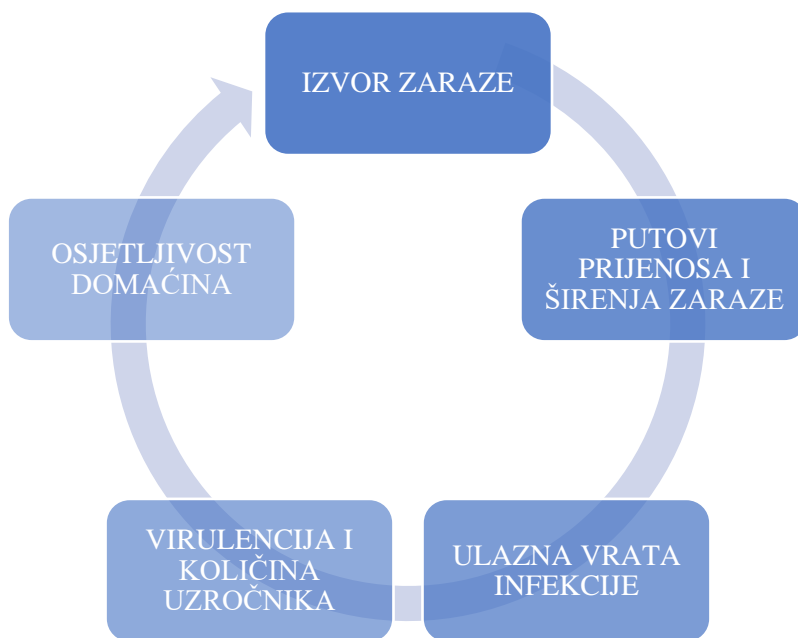 IZVOR ZARAZE
PUTOVI
PRIJENOSA I
ŠIRENJA ZARAZE
ULAZNA VRATA
INFEKCIJE
VIRULENCIJA I
KOLIČINA
UZROČNIKA
OSJETLJIVOST
DOMAĆINA